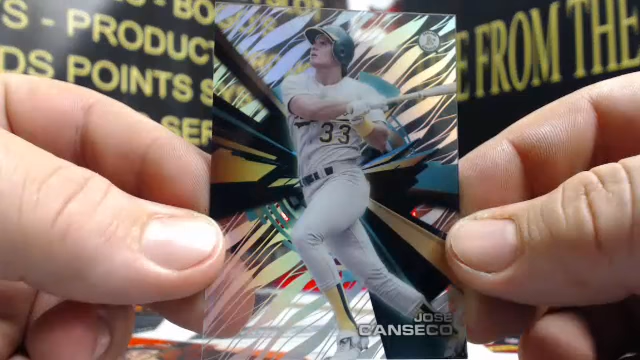 - BO
S - PRODUC
DS POINTS S
SER
E FROM THE
33
JOSE
CANSECO